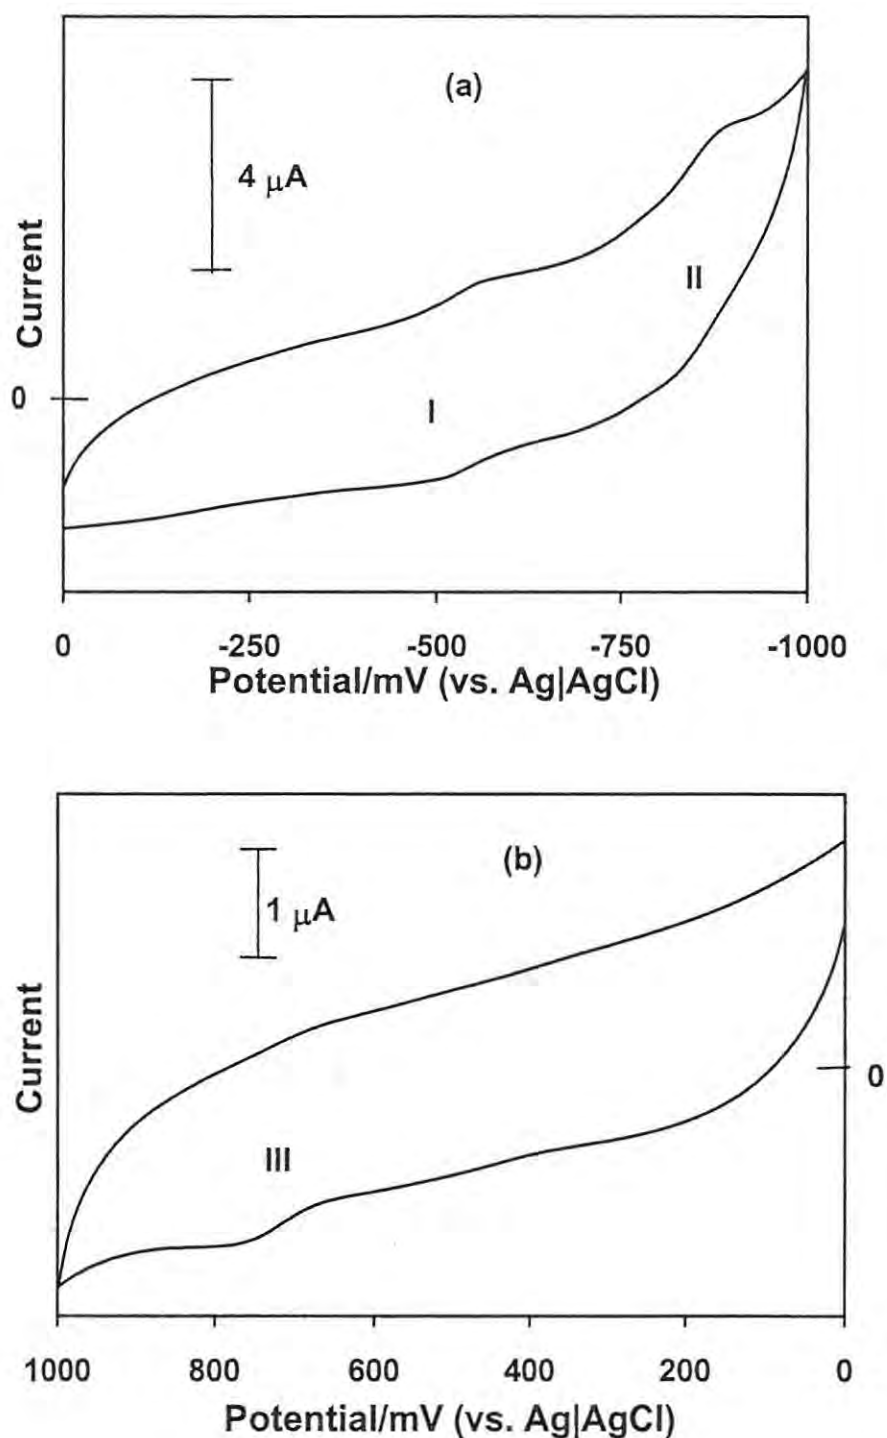 (a)
4 μA
Current
0
I
II
0 -250 -500 -750 -1000
Potential/mV (vs. Ag|AgCl)
(b)
1 μA
Current
0
III
1000 800 600 400 200 0
Potential/mV (vs. Ag|AgCl)